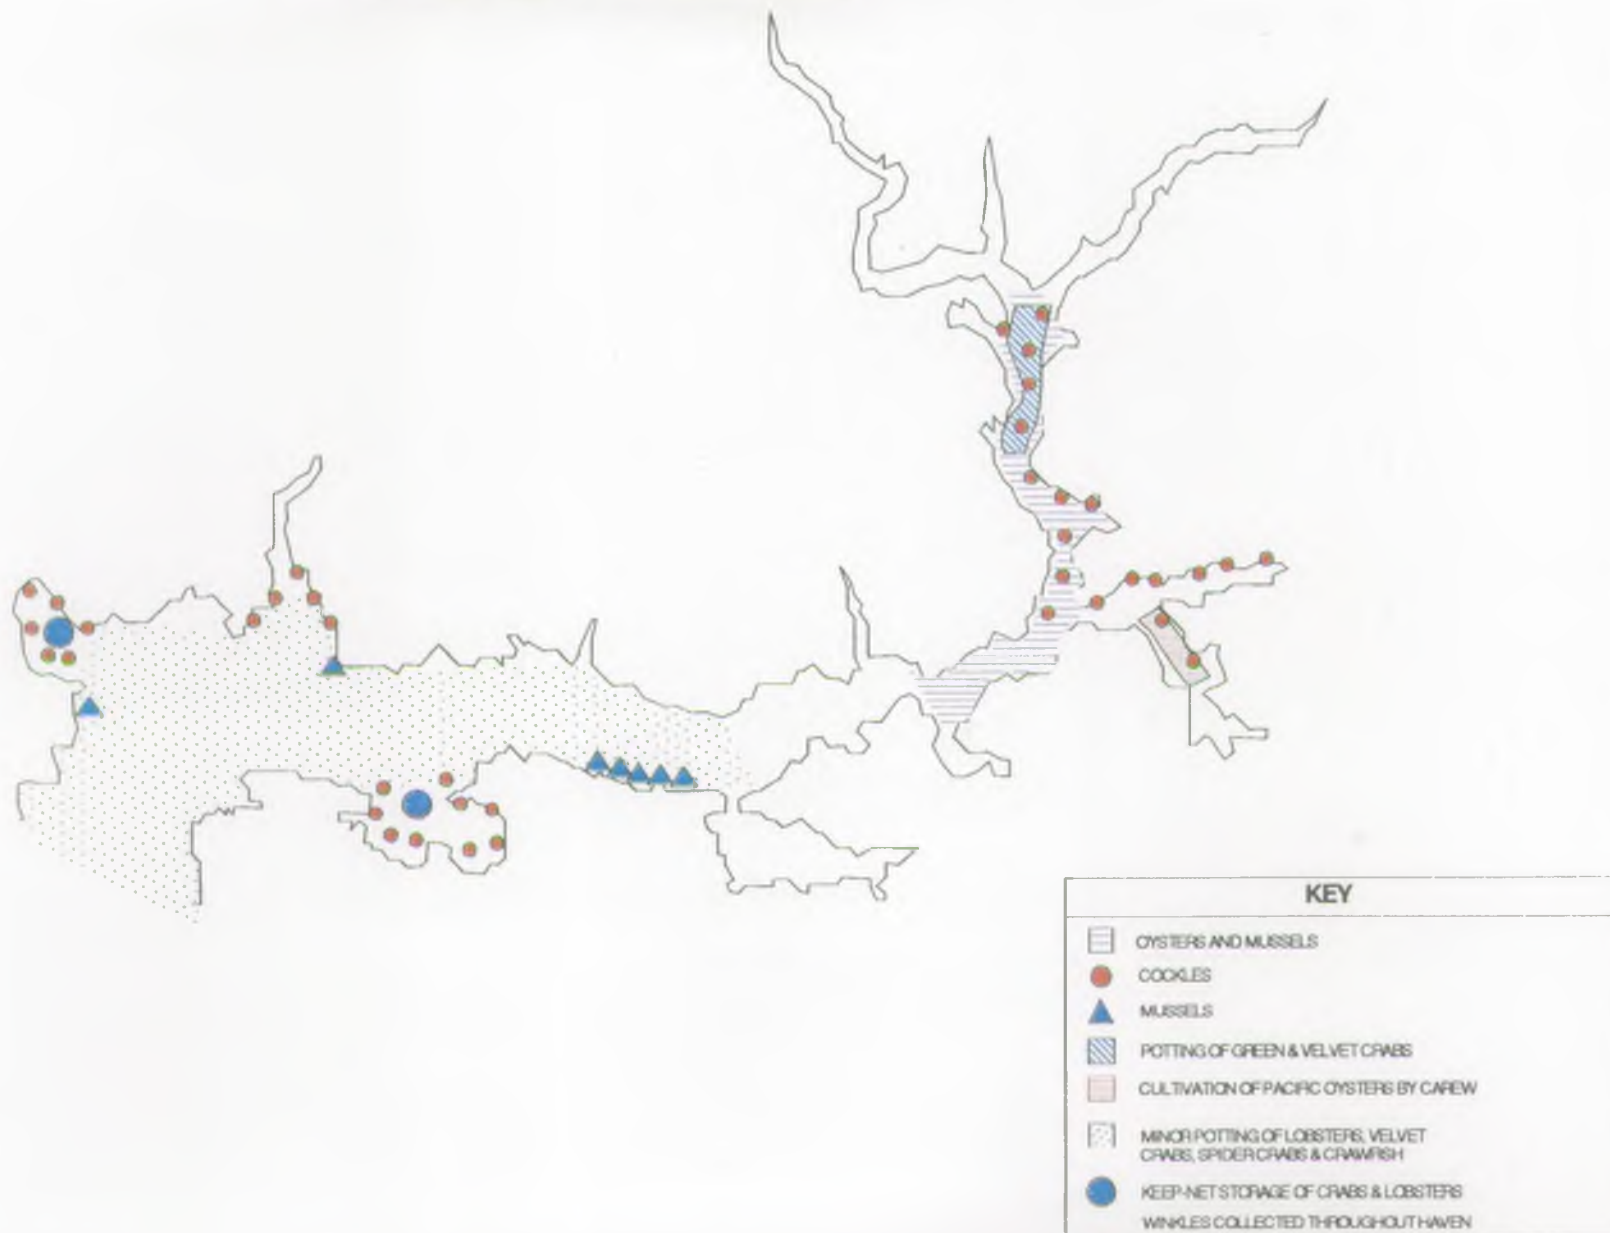 KEY
OYSTERS AND MUSSELS
COCKLES
MUSSELS
POTTING OF GREEN & VELVET CRABS
CULTIVATION OF PACIFIC OYSTERS BY CAREW
MINOR POTTING OF LOBSTERS, VELVET
CRABS, SPIDER CRABS & CRAWFISH
KEEP-NET STORAGE OF CRABS & LOBSTERS
WINKLES COLLECTED THROUGHOUT HAVEN